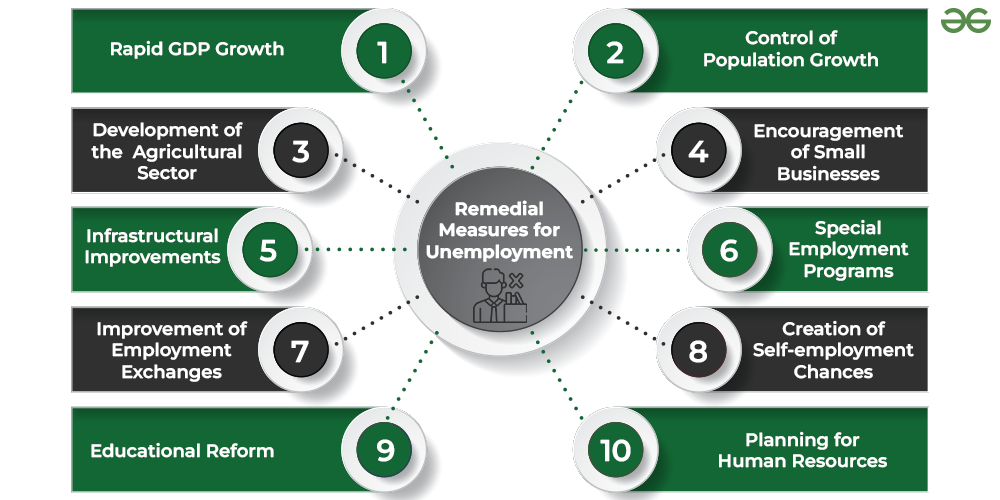 Rapid GDP Growth
1
2
Control of
Population Growth
Development of
the Agricultural
Sector
3
4
Encouragement
of Small
Businesses
Remedial
Measures for
Unemployment
Infrastructural
Improvements
5
6
Special
Employment
Programs
Improvement of
Employment
Exchanges
7
8
Creation of
Self-employment
Chances
Educational Reform
9
10
Planning for
Human Resources